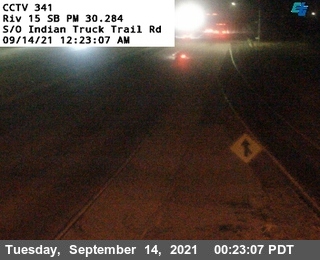 CCTV 341
Riv 15 SB PM 30.284
S/O Indian Truck Trail Rd
09/14/21 12:23:07 AM
Tuesday, September 14, 2021 00:23:07 PDT